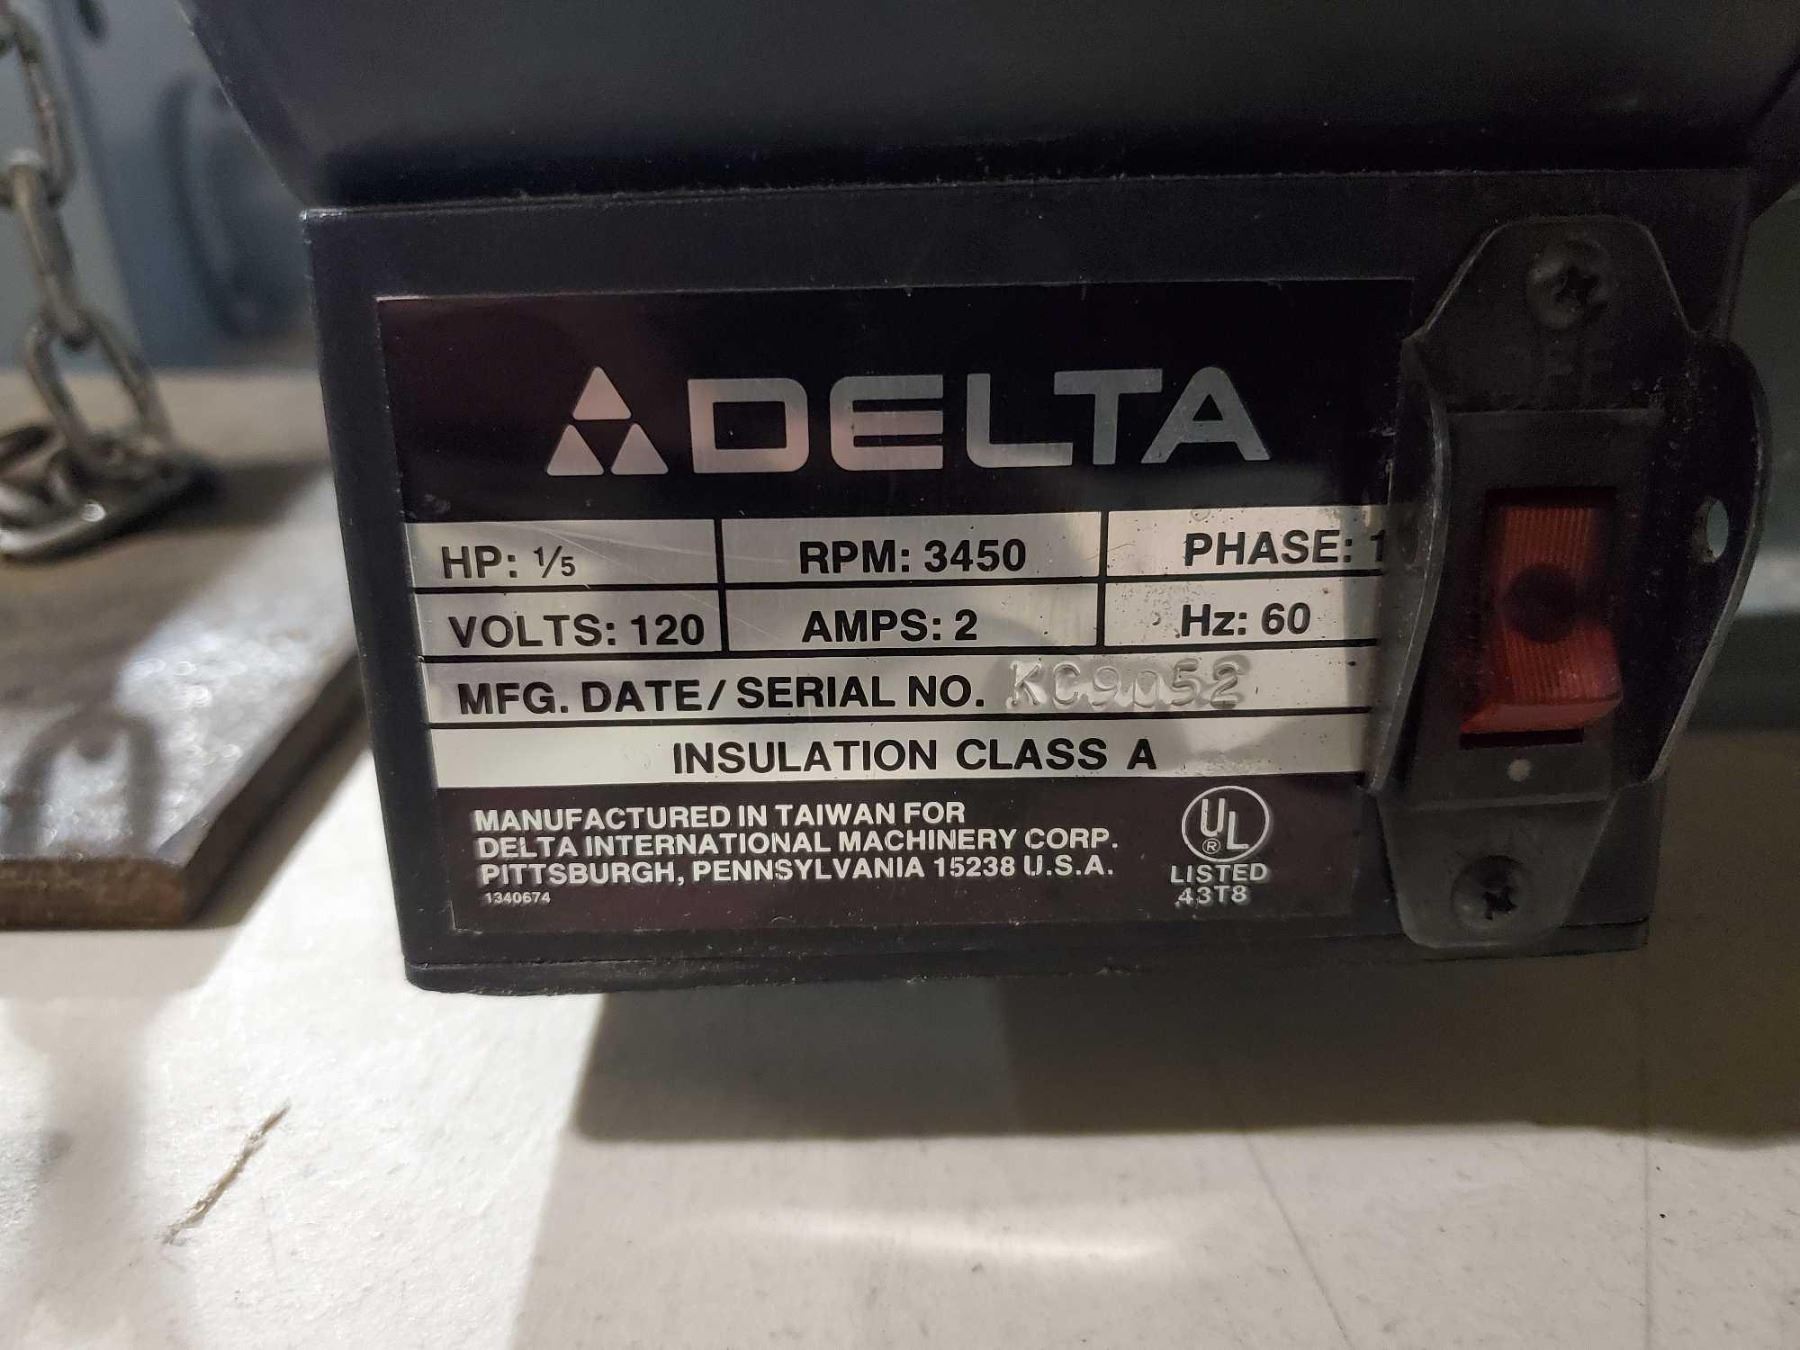 DELTA
HP: 1/5 RPM: 3450 PHASE: 1
VOLTS: 120 AMPS: 2 Hz: 60
MFG. DATE/SERIAL NO. KC9052
INSULATION CLASS A
MANUFACTURED IN TAIWAN FOR
DELTA INTERNATIONAL MACHINERY CORP.
PITTSBURGH, PENNSYLVANIA 15238 U.S.A.
1340674
UL
®
LISTED
43T8
OFF